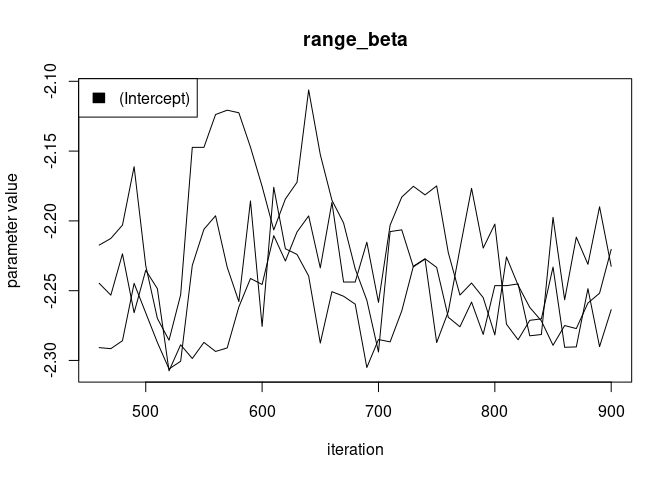 range_beta
(Intercept)
parameter value
-2.10
-2.15
-2.20
-2.25
-2.30
500 600 700 800 900
iteration